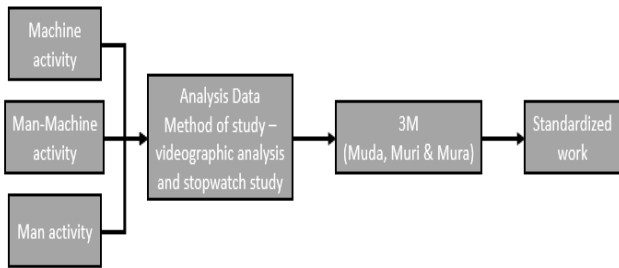 Machine
activity
Man-Machine
activity
Man activity
Analysis Data
Method of study –
videographic analysis
and stopwatch study
3M
(Muda, Muri & Mura)
Standardized
work